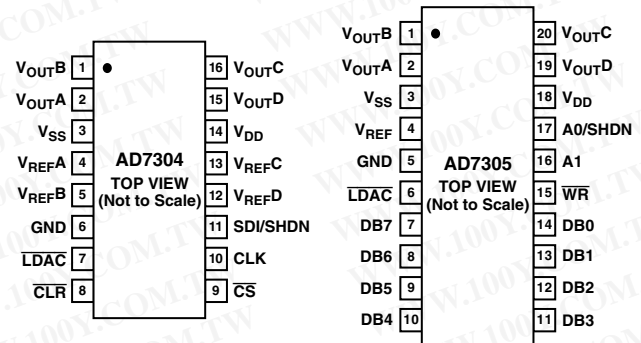 VOUTB 1 16 VOUTC
VOUTA 2 15 VOUTD
VSS 3 14 VDD
VREFA 4 13 VREFC
VREFB 5 12 VREFD
GND 6 11 SDI/SHDN
LDAC 7 10 CLK
CLR 8 9 CS
AD7304
TOP VIEW
(Not to Scale)
VOUTB 1 20 VOUTC
VOUTA 2 19 VOUTD
VSS 3 18 VDD
VREF 4 17 A0/SHDN
GND 5 16 A1
LDAC 6 15 WR
DB7 7 14 DB0
DB6 8 13 DB1
DB5 9 12 DB2
DB4 10 11 DB3
AD7305
TOP VIEW
(Not to Scale)
WWW.100Y.COM.TW